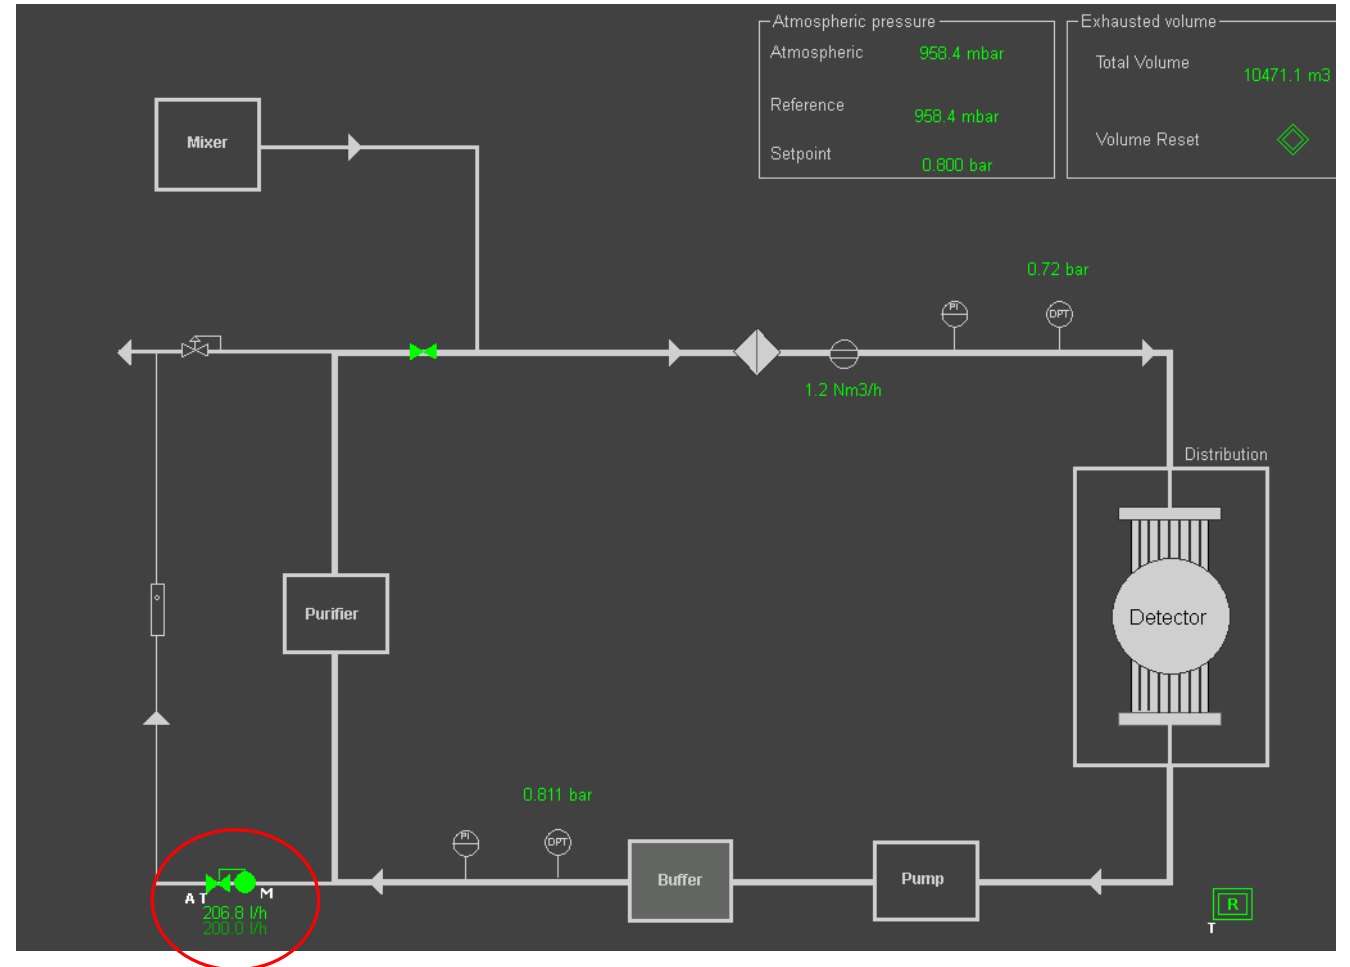 Atmospheric pressure
Atmospheric 958.4 mbar
Reference 958.4 mbar
Setpoint 0.800 bar
Exhausted volume
Total Volume 10471.1 m3
Volume Reset
Mixer
0.72 bar
PI
DPT
1.2 Nm3/h
Distribution
Detector
Purifier
0.811 bar
PI
DPT
Buffer
Pump
A T
M
206.8 l/h
200.0 l/h
R
T